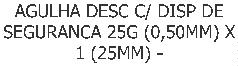 AGULHA DESC C/ DISP DE
SEGURANCA 25G (0,50MM) X
1 (25MM) -